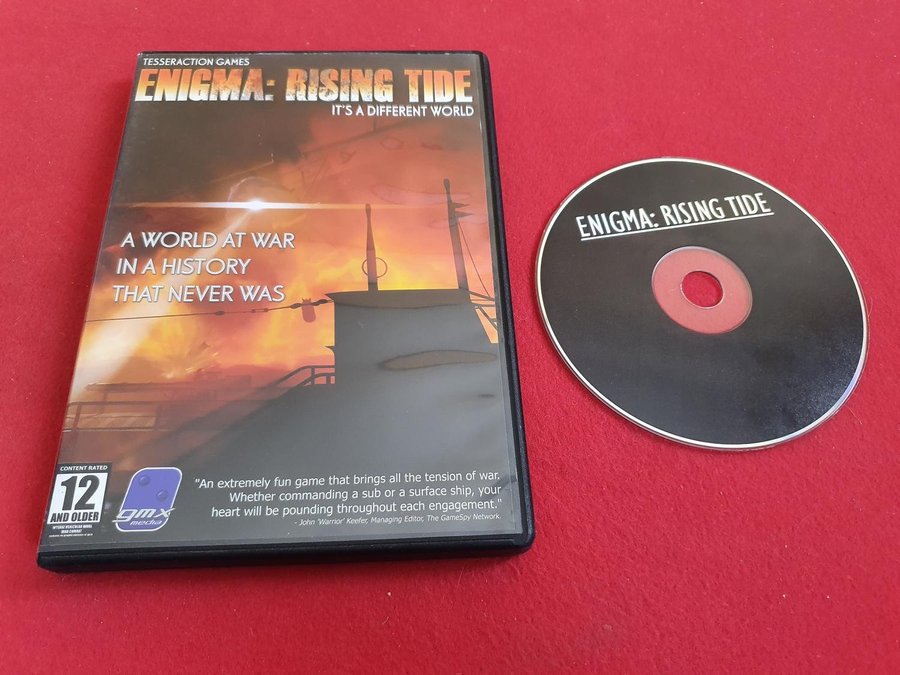 TESSERACTION GAMES
ENIGMA: RISING TIDE
IT'S A DIFFERENT WORLD
A WORLD AT WAR
IN A HISTORY
THAT NEVER WAS
CONTENT RATED
12
AND OLDER
gmx
media
"An extremely fun game that brings all the tension of war.
Whether commanding a sub or a surface ship, your
heart will be pounding throughout each engagement."
- John 'Warrior' Keefer, Managing Editor, The GameSpy Network.
ENIGMA: RISING TIDE